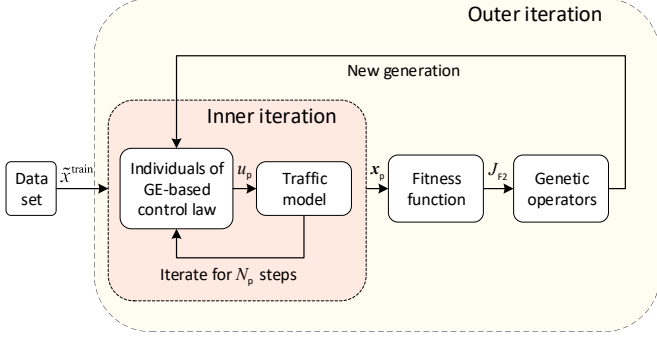 Outer iteration
New generation
Inner iteration
Data
set
x̃^train
Individuals of
GE-based
control law
u_p
Traffic
model
x_p
Fitness
function
J_F2
Genetic
operators
Iterate for N_p steps